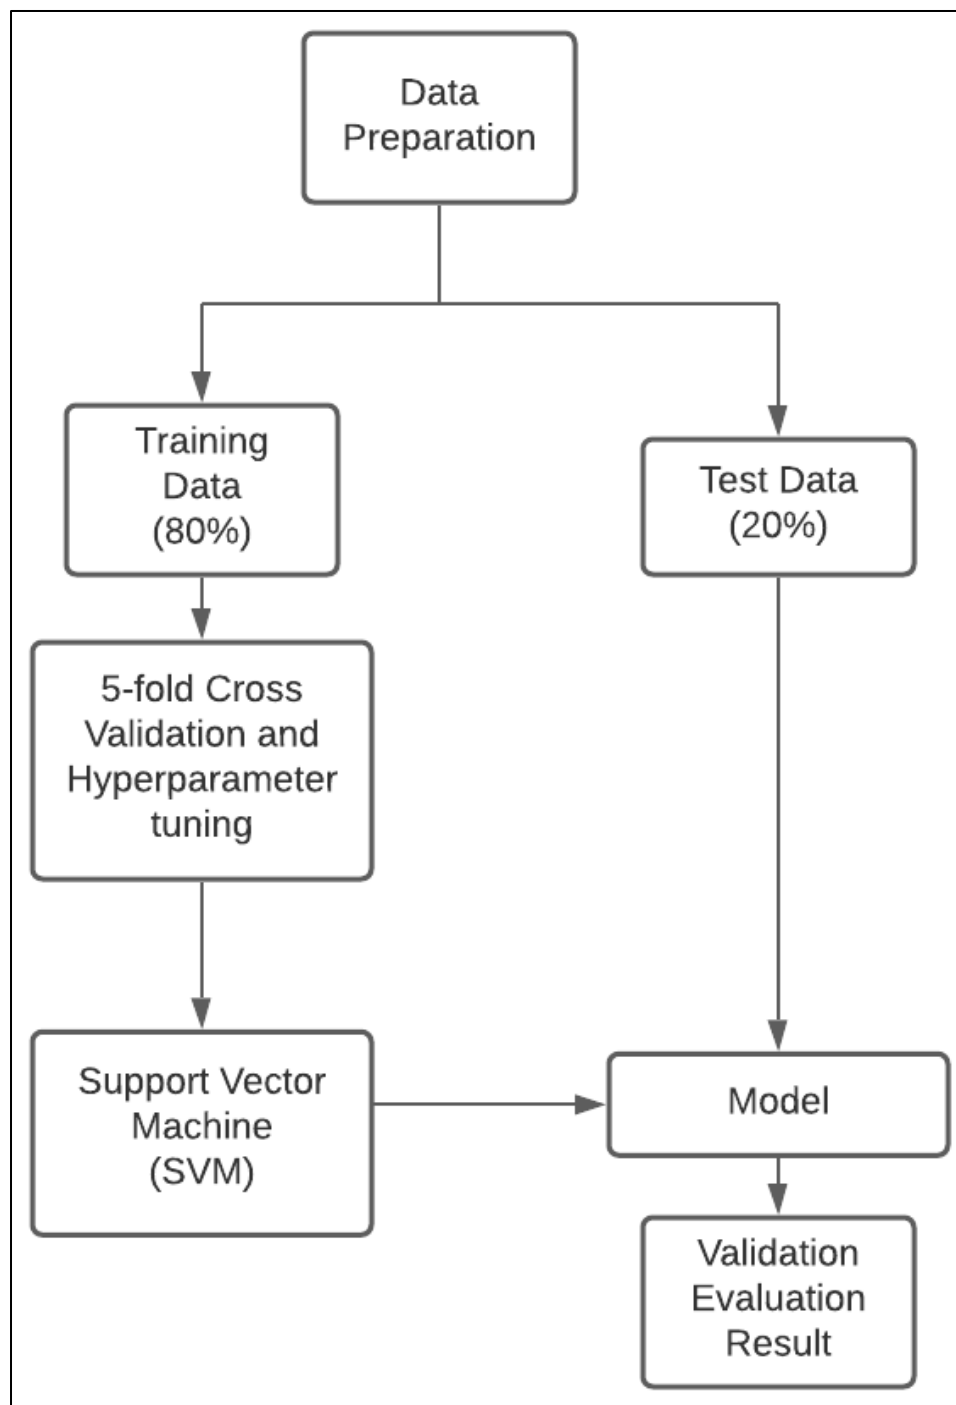 Data
Preparation
Training
Data
(80%)
Test Data
(20%)
5-fold Cross
Validation and
Hyperparameter
tuning
Support Vector
Machine
(SVM)
Model
Validation
Evaluation
Result